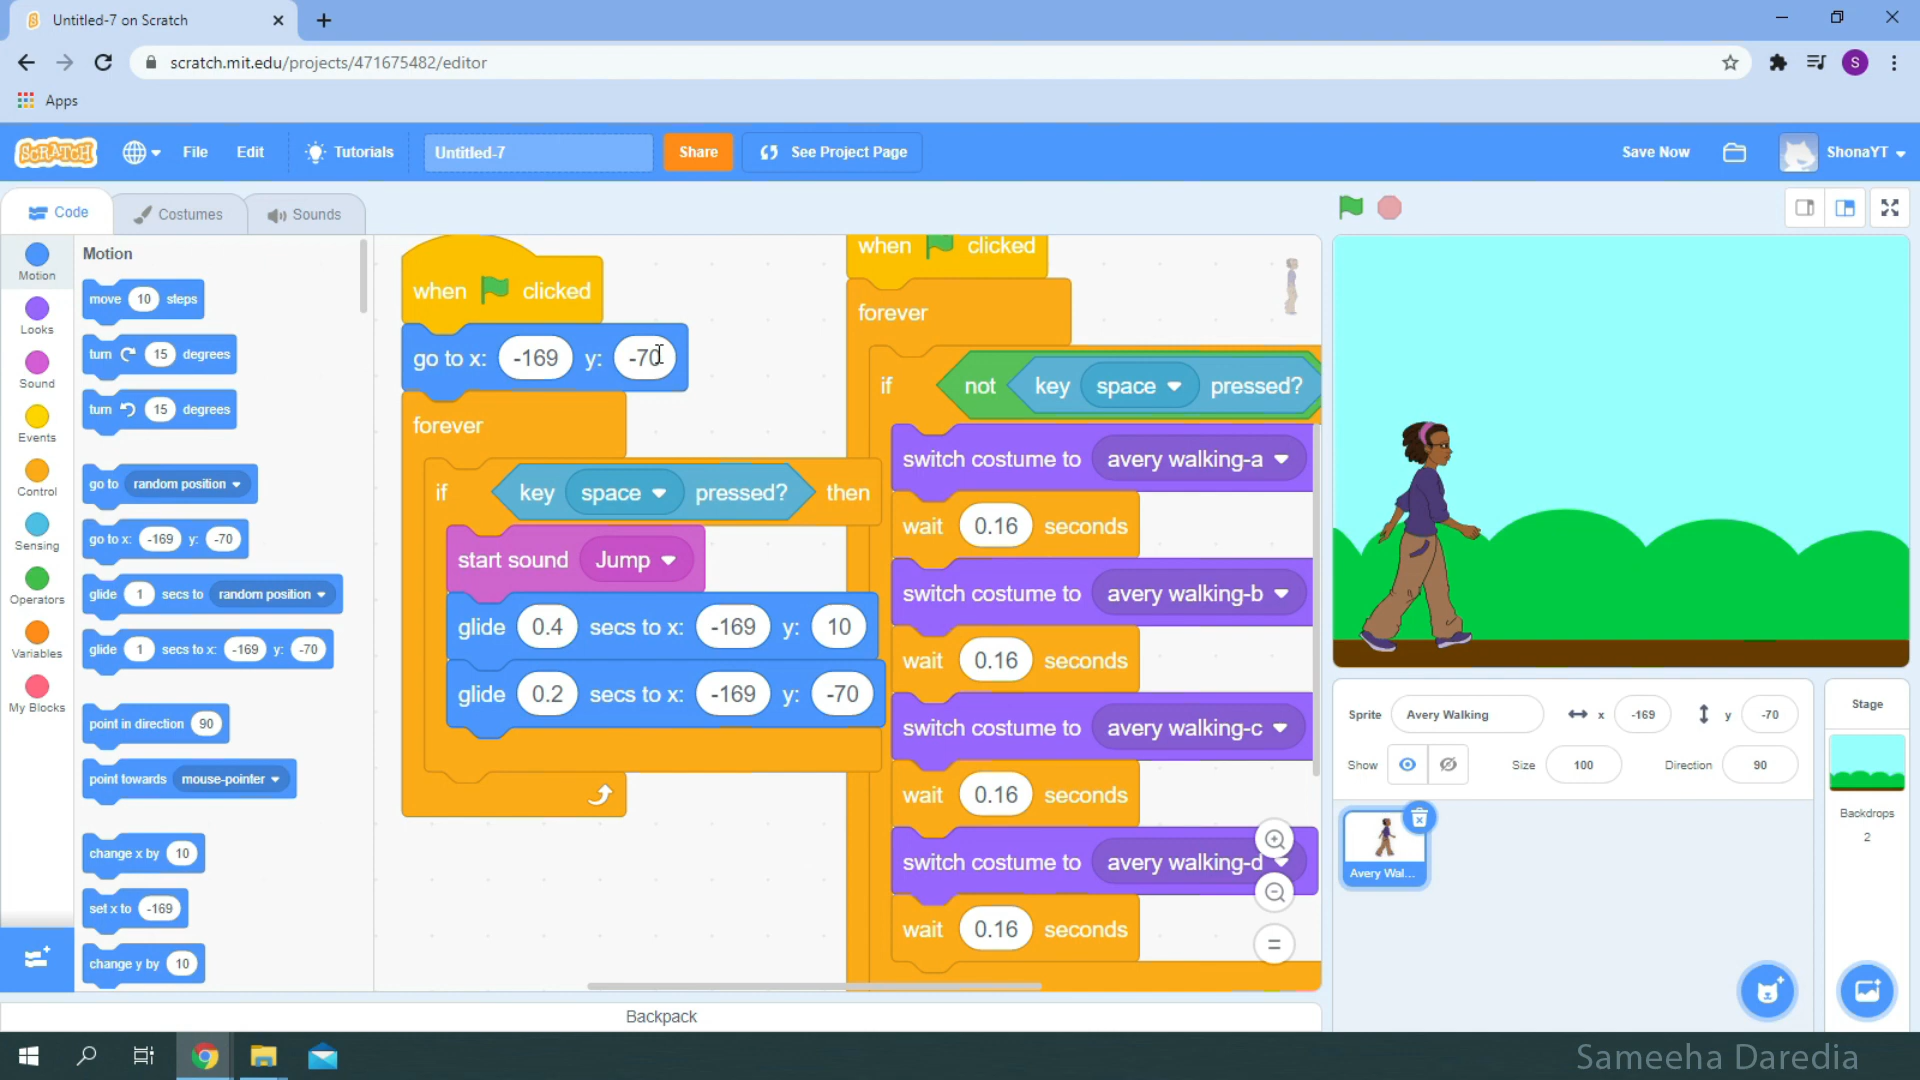 Untitled-7 on Scratch
scratch.mit.edu/projects/471675482/editor
S
Apps
SCRATCH
File
Edit
Tutorials
Untitled-7
Share
See Project Page
Save Now
ShonaYT
Code
Costumes
Sounds
Motion
Looks
Sound
Events
Control
Sensing
Operators
Variables
My Blocks
Motion
move 10 steps
turn 15 degrees
turn 15 degrees
go to random position
go to x: -169 y: -70
glide 1 secs to random position
glide 1 secs to x: -169 y: -70
point in direction 90
point towards mouse-pointer
change x by 10
set x to -169
change y by 10
when clicked
go to x: -169 y: -70
forever
if key space pressed? then
start sound Jump
glide 0.4 secs to x: -169 y: 10
glide 0.2 secs to x: -169 y: -70
when clicked
forever
if not key space pressed?
switch costume to avery walking-a
wait 0.16 seconds
switch costume to avery walking-b
wait 0.16 seconds
switch costume to avery walking-c
wait 0.16 seconds
switch costume to avery walking-d
wait 0.16 seconds
Backpack
Sprite Avery Walking x -169 y -70
Show Size 100 Direction 90
Avery Wal...
Stage
Backdrops
2
Sameeha Daredia